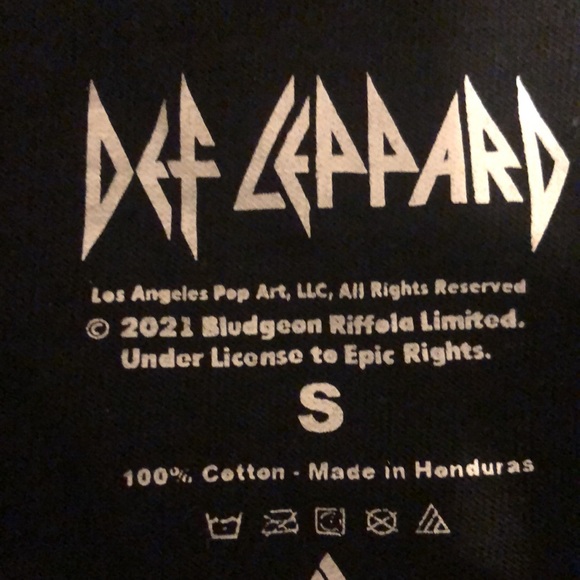 DEF LEPPARD
Los Angeles Pop Art, LLC, All Rights Reserved
© 2021 Bludgeon Riffola Limited.
Under License to Epic Rights.
S
100% Cotton - Made in Honduras